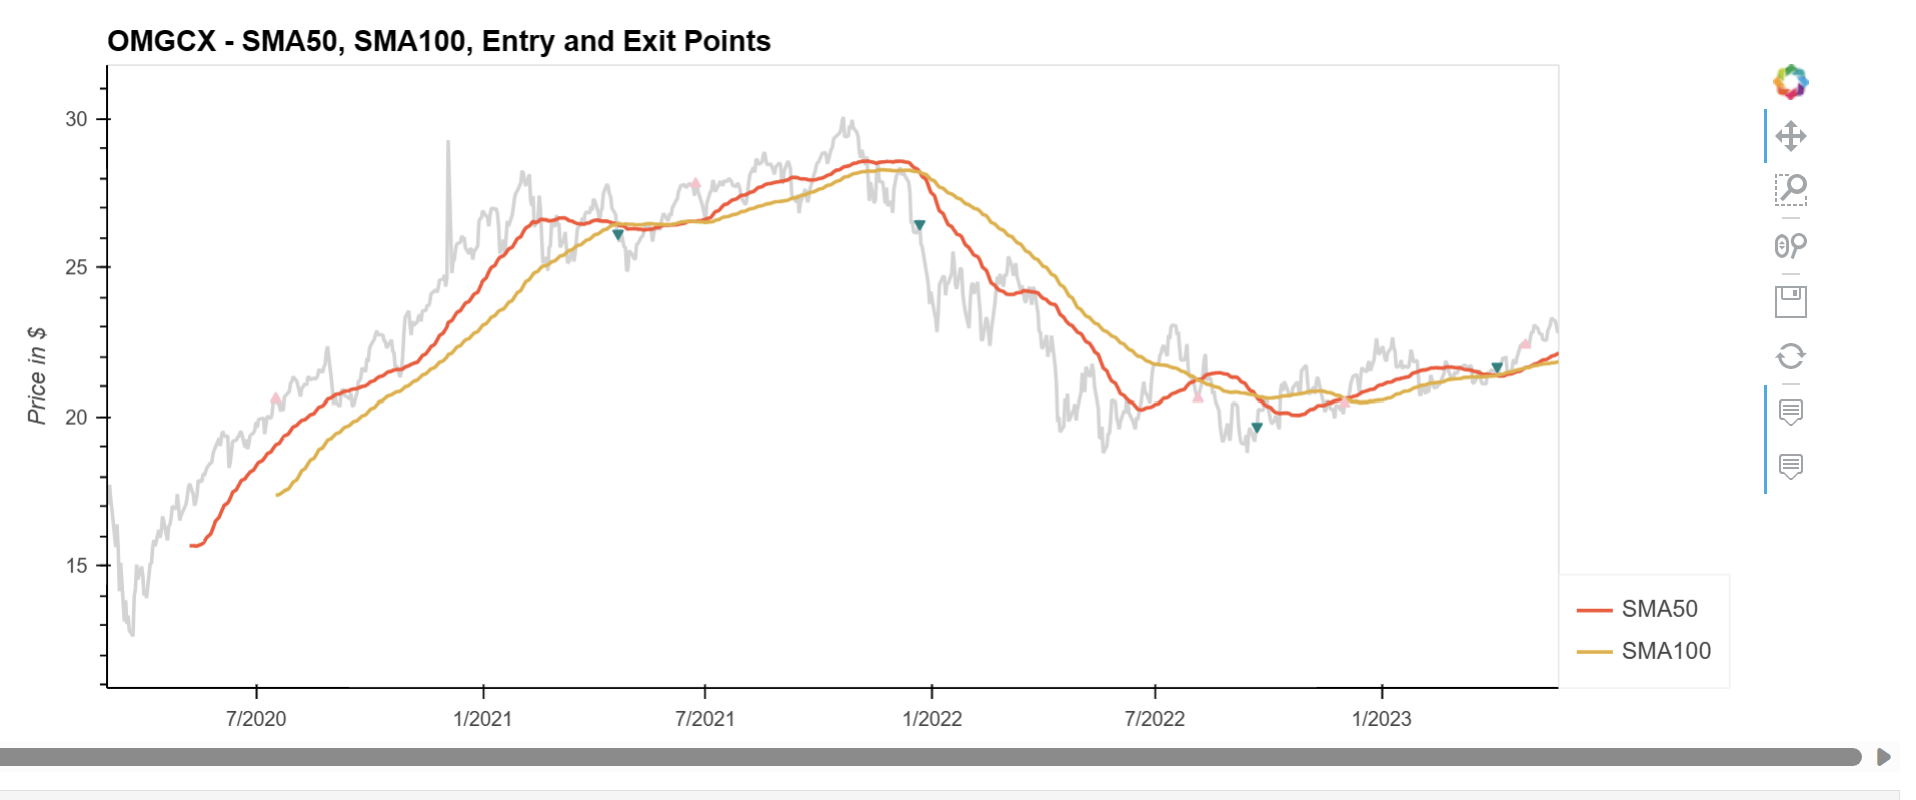 OMGCX - SMA50, SMA100, Entry and Exit Points
Price in $
30
25
20
15
7/2020
1/2021
7/2021
1/2022
7/2022
1/2023
SMA50
SMA100